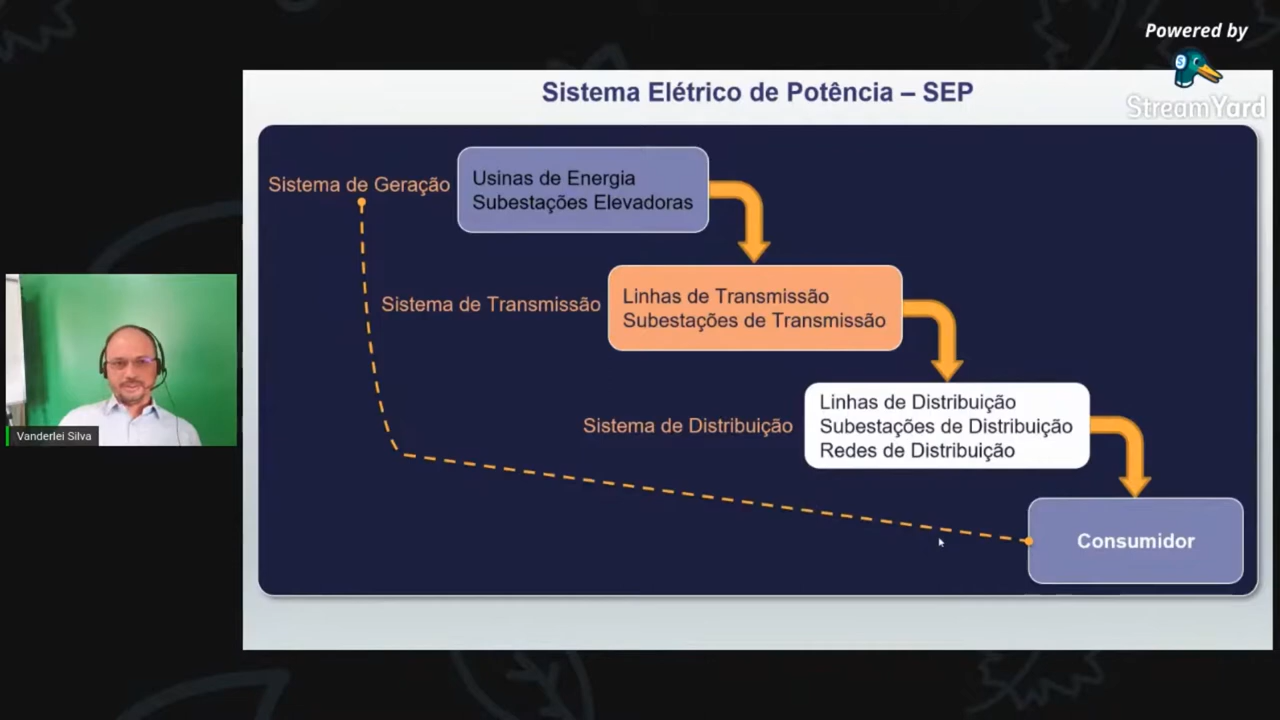 Powered by
StreamYard
Sistema Elétrico de Potência – SEP
Sistema de Geração
Usinas de Energia
Subestações Elevadoras
Sistema de Transmissão
Linhas de Transmissão
Subestações de Transmissão
Sistema de Distribuição
Linhas de Distribuição
Subestações de Distribuição
Redes de Distribuição
Consumidor
Vanderlei Silva